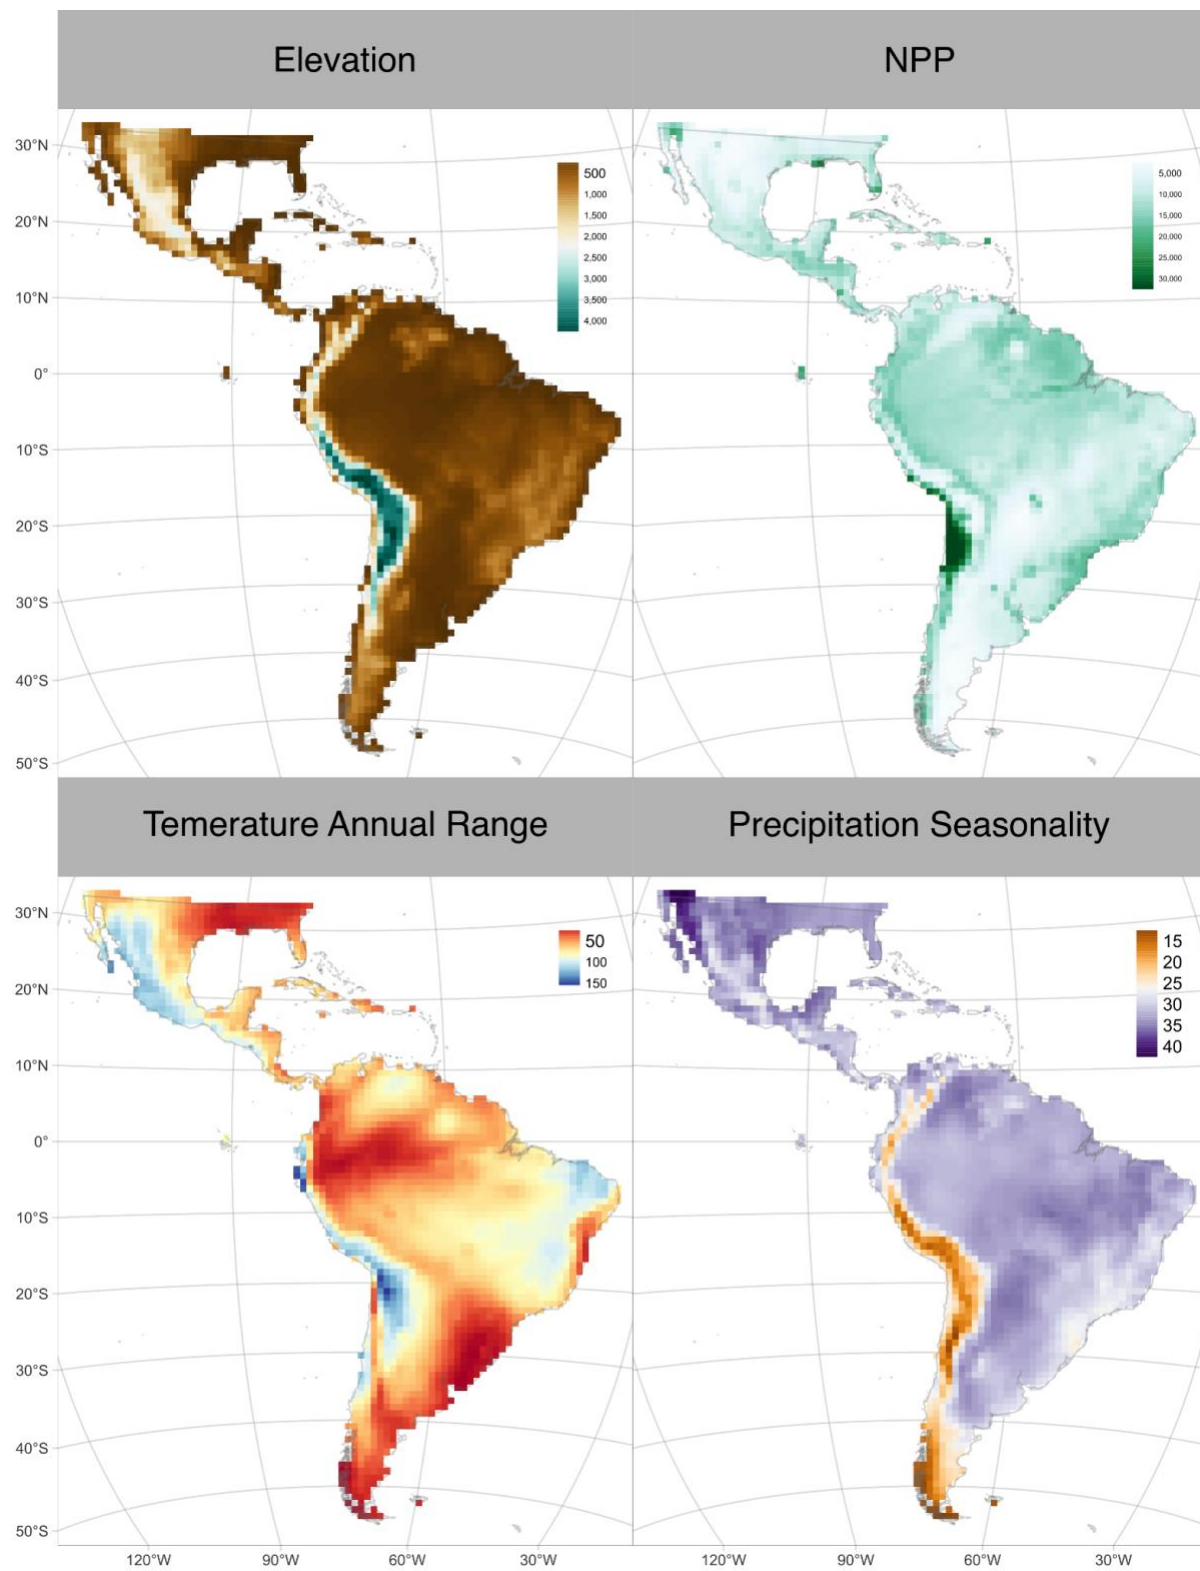 Elevation
NPP
30°N
20°N
10°N
0°
10°S
20°S
30°S
40°S
50°S
500
1,000
1,500
2,000
2,500
3,000
3,500
4,000
5,000
10,000
15,000
20,000
25,000
30,000
Temerature Annual Range
Precipitation Seasonality
30°N
20°N
10°N
0°
10°S
20°S
30°S
40°S
50°S
50
100
150
15
20
25
30
35
40
120°W
90°W
60°W
30°W
120°W
90°W
60°W
30°W